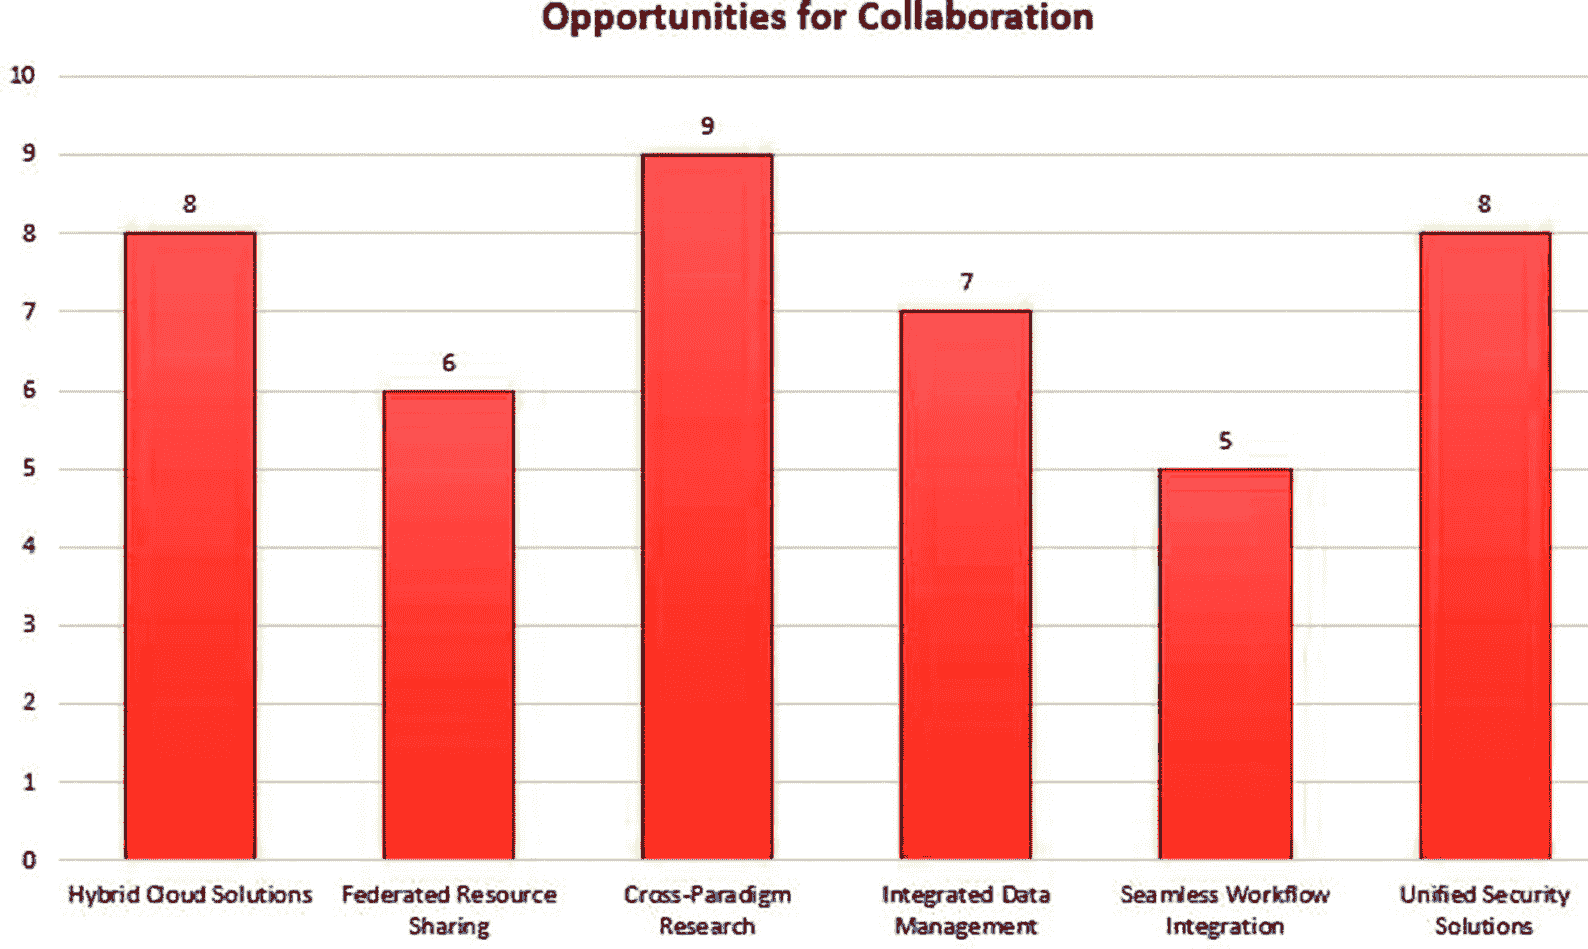 Opportunities for Collaboration
10
9
8
7
6
5
4
3
2
1
0
8
6
9
7
5
8
Hybrid Cloud Solutions
Federated Resource
Sharing
Cross-Paradigm
Research
Integrated Data
Management
Seamless Workflow
Integration
Unified Security
Solutions